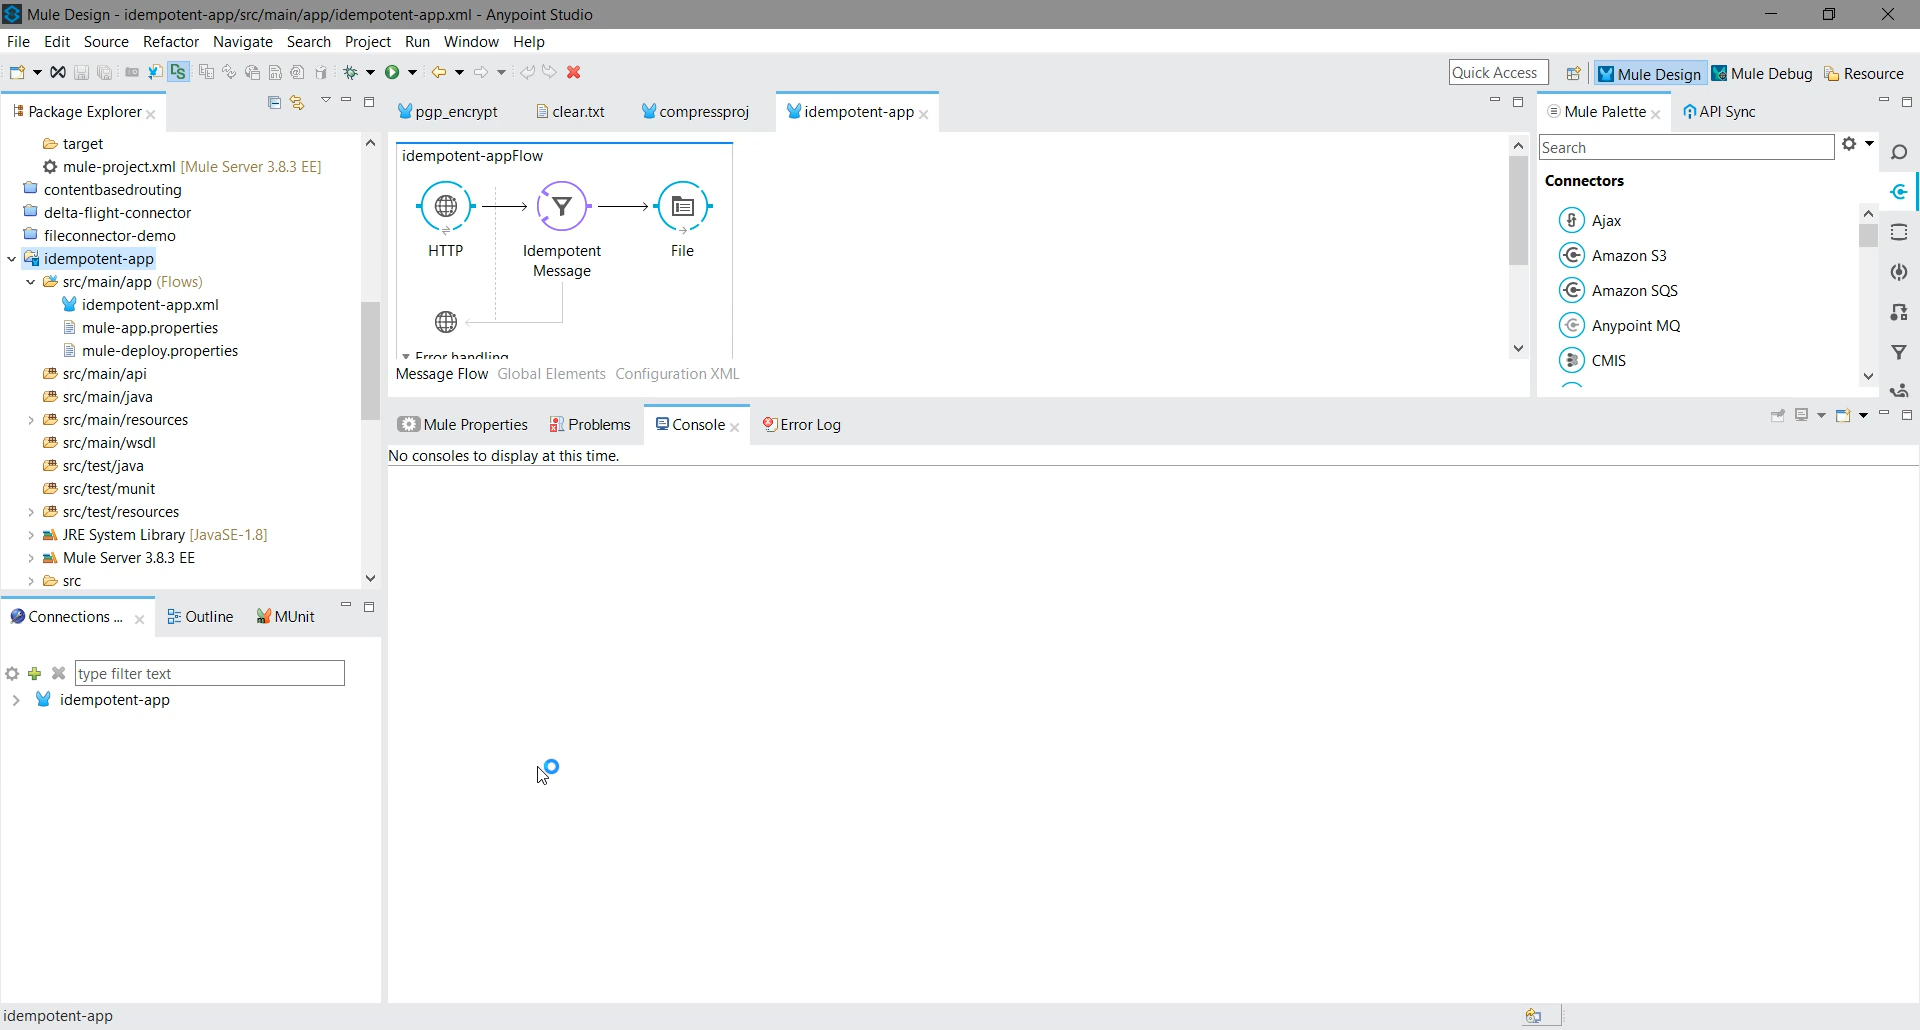 Mule Design - idempotent-app/src/main/app/idempotent-app.xml - Anypoint Studio
File Edit Source Refactor Navigate Search Project Run Window Help
Quick Access Mule Design Mule Debug Resource
Package Explorer
target
mule-project.xml [Mule Server 3.8.3 EE]
contentbasedrouting
delta-flight-connector
fileconnector-demo
idempotent-app
src/main/app (Flows)
idempotent-app.xml
mule-app.properties
mule-deploy.properties
src/main/api
src/main/java
src/main/resources
src/main/wsdl
src/test/java
src/test/munit
src/test/resources
JRE System Library [JavaSE-1.8]
Mule Server 3.8.3 EE
src
Connections ... Outline MUnit
type filter text
idempotent-app
pgp_encrypt clear.txt compressproj idempotent-app
idempotent-appFlow
HTTP
Idempotent
Message
File
Error handling
Message Flow Global Elements Configuration XML
Mule Palette API Sync
Search
Connectors
Ajax
Amazon S3
Amazon SQS
Anypoint MQ
CMIS
Mule Properties Problems Console Error Log
No consoles to display at this time.
idempotent-app